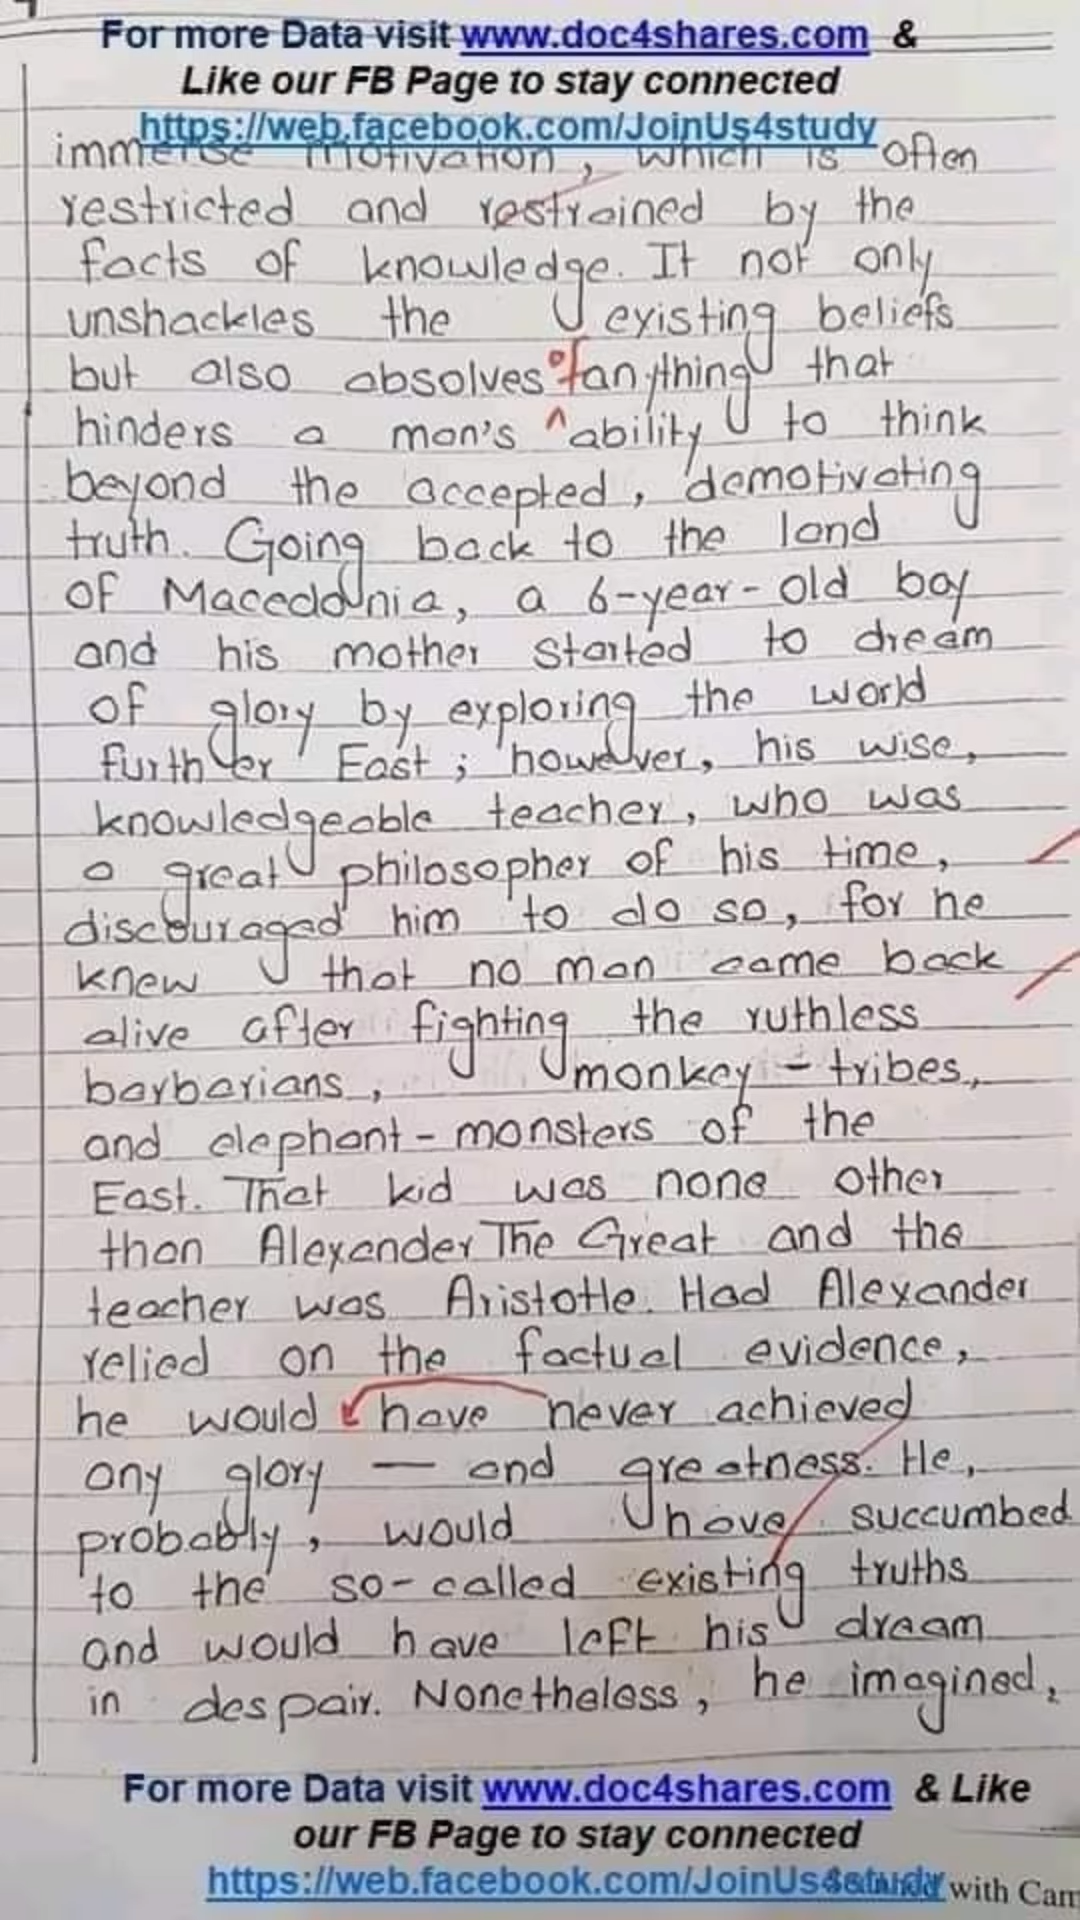 For more Data visit www.doc4shares.com &
Like our FB Page to stay connected
https://web.facebook.com/JoinUs4study
immense motivation, which is often
restricted and restrained by the
facts of knowledge. It not only
unshackles the existing beliefs
but also absolves of anything that
hinders a man's ability to think
beyond the accepted, demotivating
truth. Going back to the land
of Macedonia, a 6-year-old boy
and his mother started to dream
of glory by exploring the world
further East; however, his wise,
knowledgeable teacher, who was
a great philosopher of his time,
discouraged him to do so, for he
knew that no man came back
alive after fighting the ruthless
barbarians, monkey-tribes,
and elephant-monsters of the
East. That kid was none other
than Alexander The Great and the
teacher was Aristotle. Had Alexander
relied on the factual evidence,
he would have never achieved
any glory — and greatness. He,
probably, would have succumbed
to the so-called existing truths
and would have left his dream
in despair. Nonetheless, he imagined,
For more Data visit www.doc4shares.com & Like
our FB Page to stay connected
https://web.facebook.com/JoinUs4study with Cam